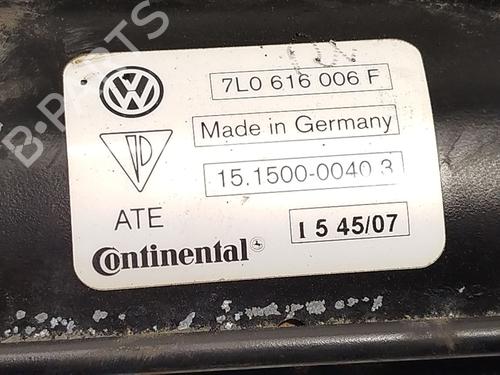 B-PARTS
7L0 616 006 F
Made in Germany
15.1500-0040.3
ATE
I 5 45/07
Continental